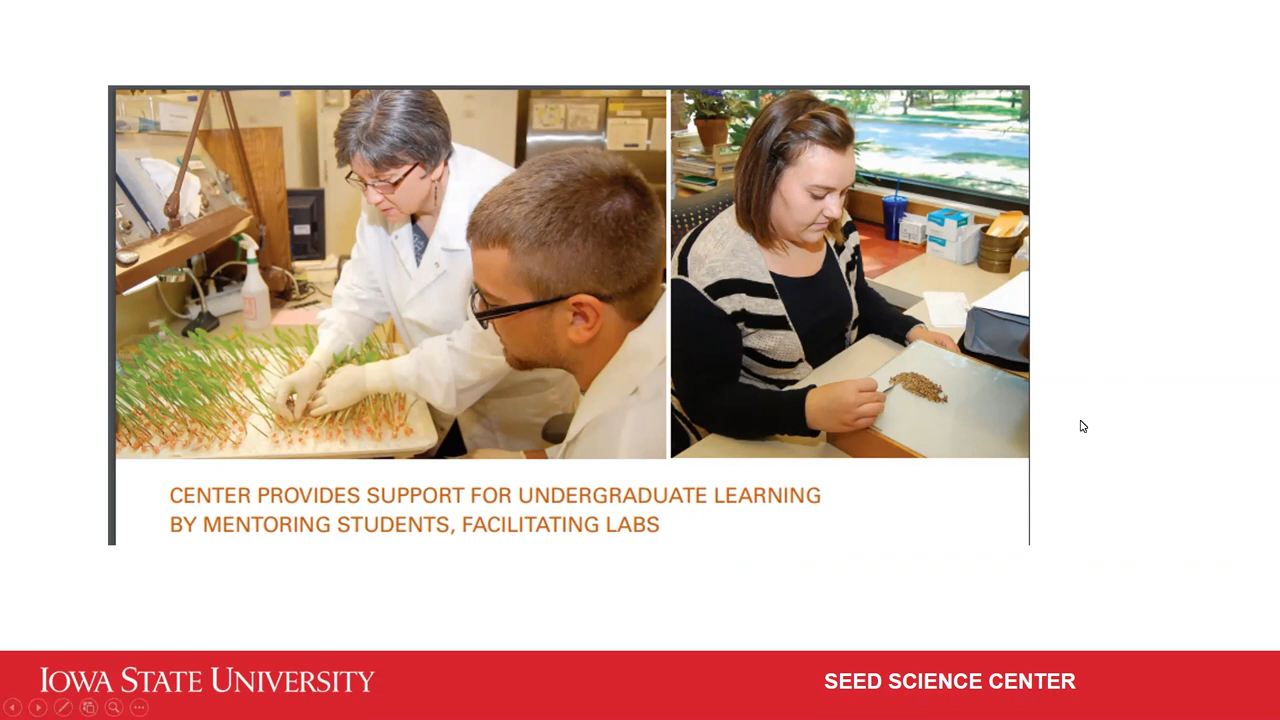 CENTER PROVIDES SUPPORT FOR UNDERGRADUATE LEARNING
BY MENTORING STUDENTS, FACILITATING LABS
IOWA STATE UNIVERSITY
SEED SCIENCE CENTER